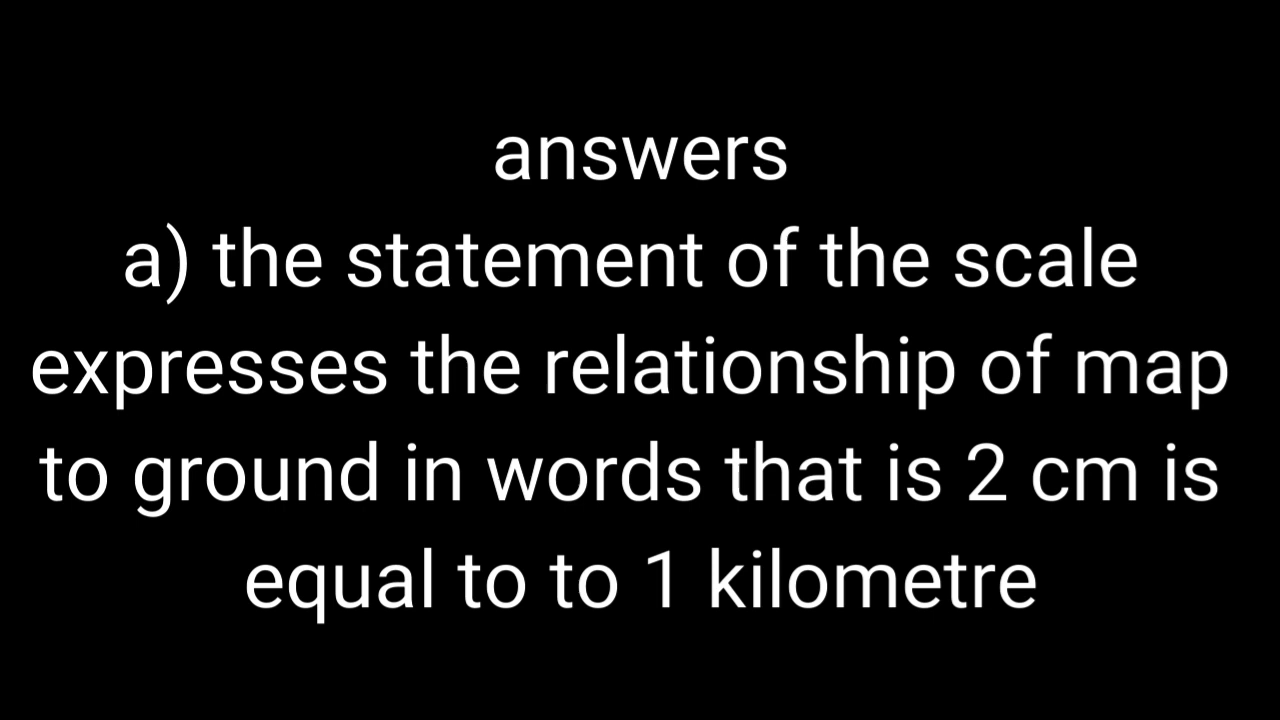 answers
a) the statement of the scale
expresses the relationship of map
to ground in words that is 2 cm is
equal to to 1 kilometre